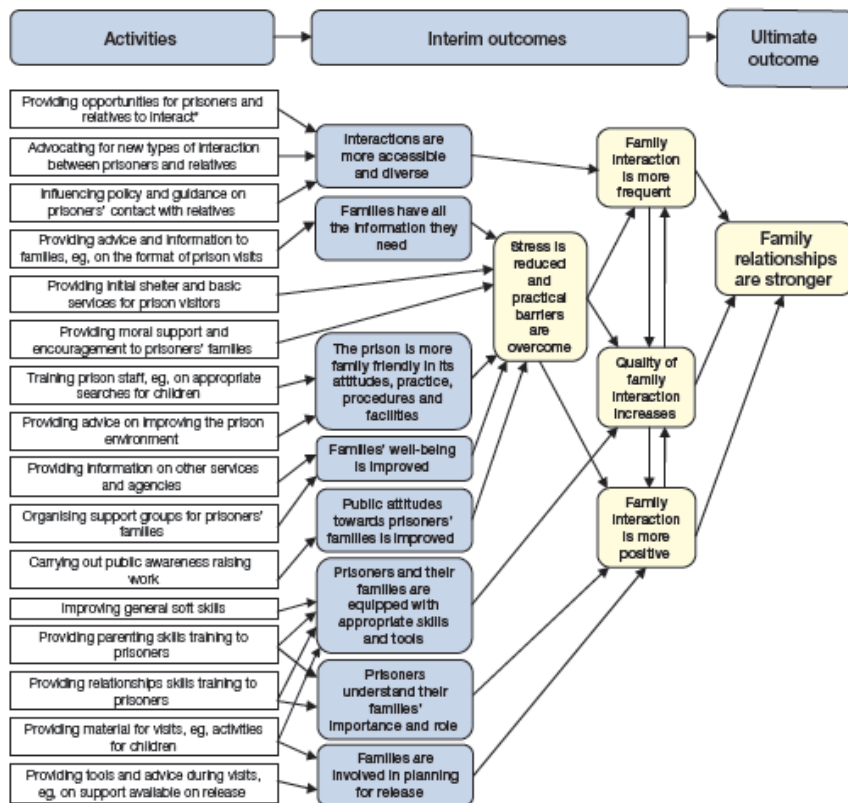 Activities
Interim outcomes
Ultimate
outcome
Providing opportunities for prisoners and
relatives to interact*
Advocating for new types of interaction
between prisoners and relatives
Influencing policy and guidance on
prisoners' contact with relatives
Providing advice and information to
families, eg, on the format of prison visits
Providing initial shelter and basic
services for prison visitors
Providing moral support and
encouragement to prisoners' families
Training prison staff, eg, on appropriate
searches for children
Providing advice on improving the prison
environment
Providing information on other services
and agencies
Organising support groups for prisoners'
families
Carrying out public awareness raising
work
Improving general soft skills
Providing parenting skills training to
prisoners
Providing relationships skills training to
prisoners
Providing material for visits, eg, activities
for children
Providing tools and advice during visits,
eg, on support available on release
Interactions are
more accessible
and diverse
Families have all
the information they
need
The prison is more
family friendly in its
attitudes, practice,
procedures and
facilities
Families' well-being
is improved
Public attitudes
towards prisoners'
families is improved
Prisoners and their
families are
equipped with
appropriate skills
and tools
Prisoners
understand their
families'
importance and role
Families are
involved in planning
for release
Stress is
reduced and
practical
barriers are
overcome
Family
interaction
is more
frequent
Quality of
family
interaction
increases
Family
interaction
is more
positive
Family
relationships
are stronger